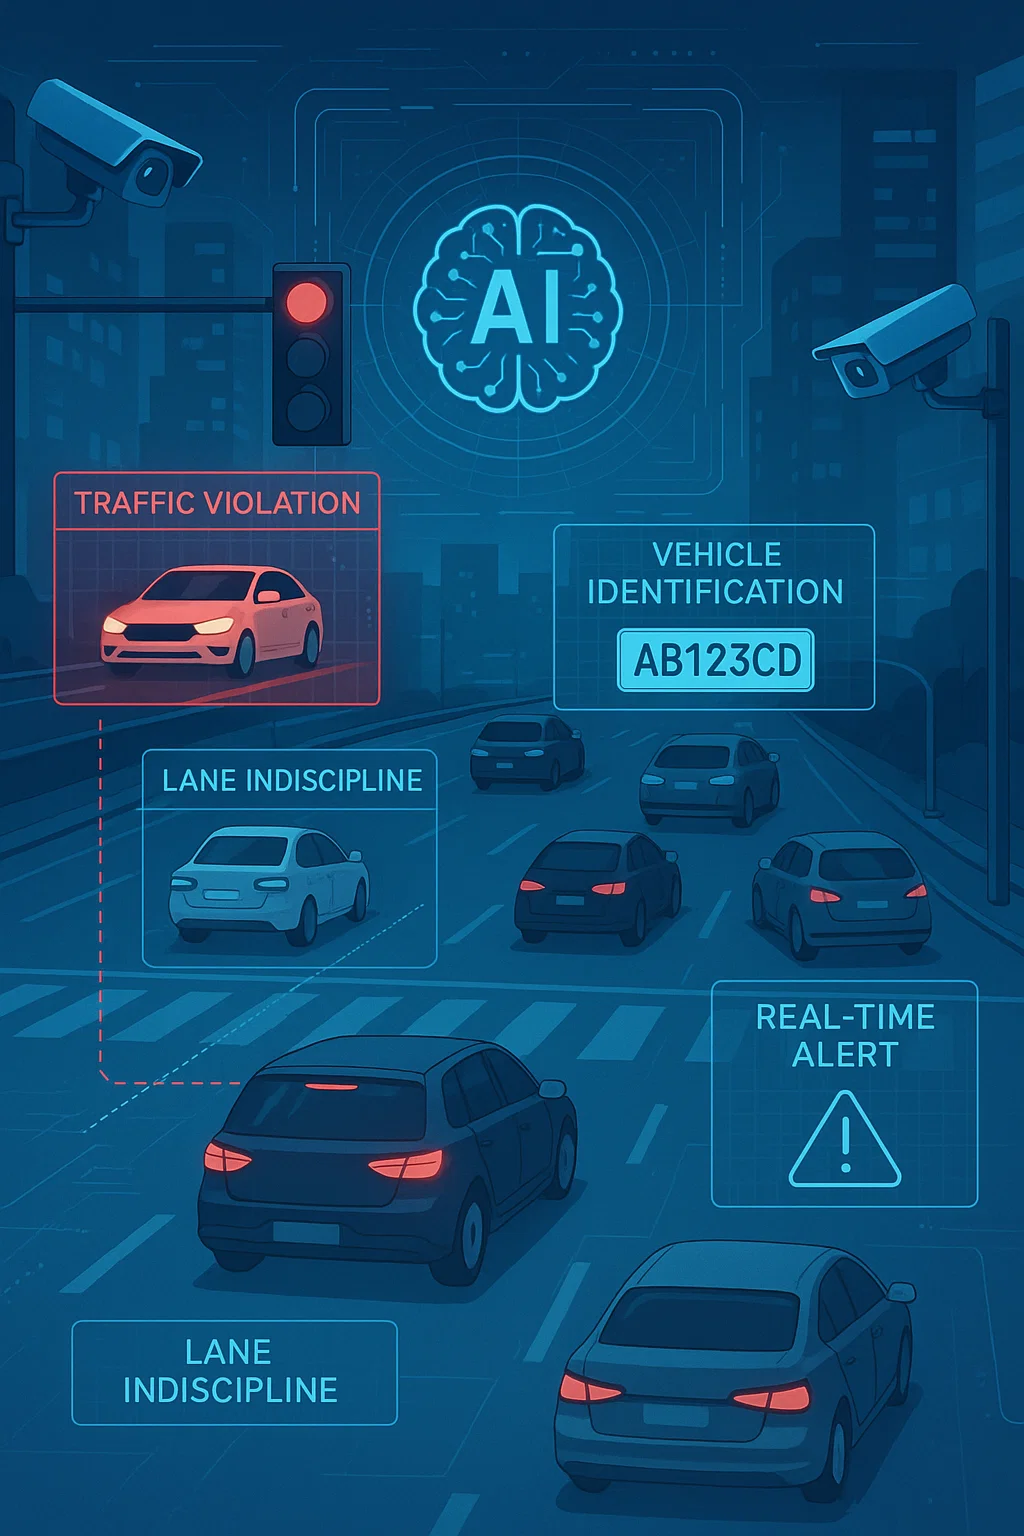 AI
TRAFFIC VIOLATION
VEHICLE
IDENTIFICATION
AB123CD
LANE INDISCIPLINE
REAL-TIME
ALERT
LANE
INDISCIPLINE